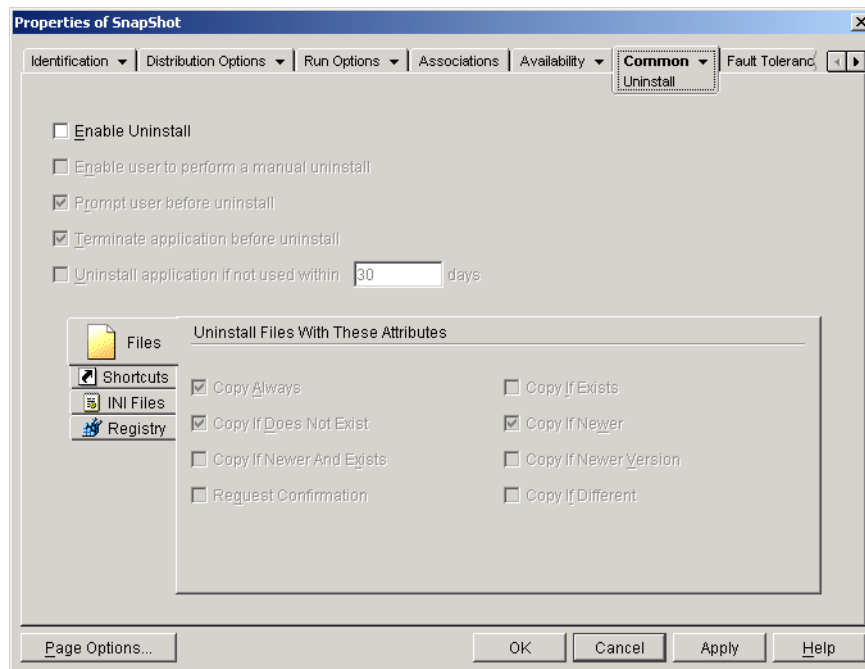 Properties of SnapShot
Identification Distribution Options Run Options Associations Availability Common Fault Toleranc
Uninstall
Enable Uninstall
Enable user to perform a manual uninstall
Prompt user before uninstall
Terminate application before uninstall
Uninstall application if not used within 30 days
Files
Shortcuts
INI Files
Registry
Uninstall Files With These Attributes
Copy Always Copy If Exists
Copy If Does Not Exist Copy If Newer
Copy If Newer And Exists Copy If Newer Version
Request Confirmation Copy If Different
Page Options... OK Cancel Apply Help